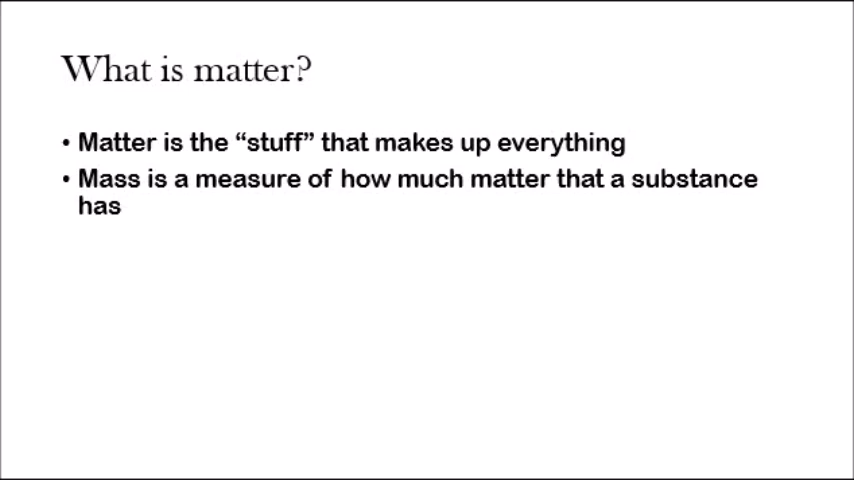 What is matter?
• Matter is the “stuff” that makes up everything
• Mass is a measure of how much matter that a substance
has